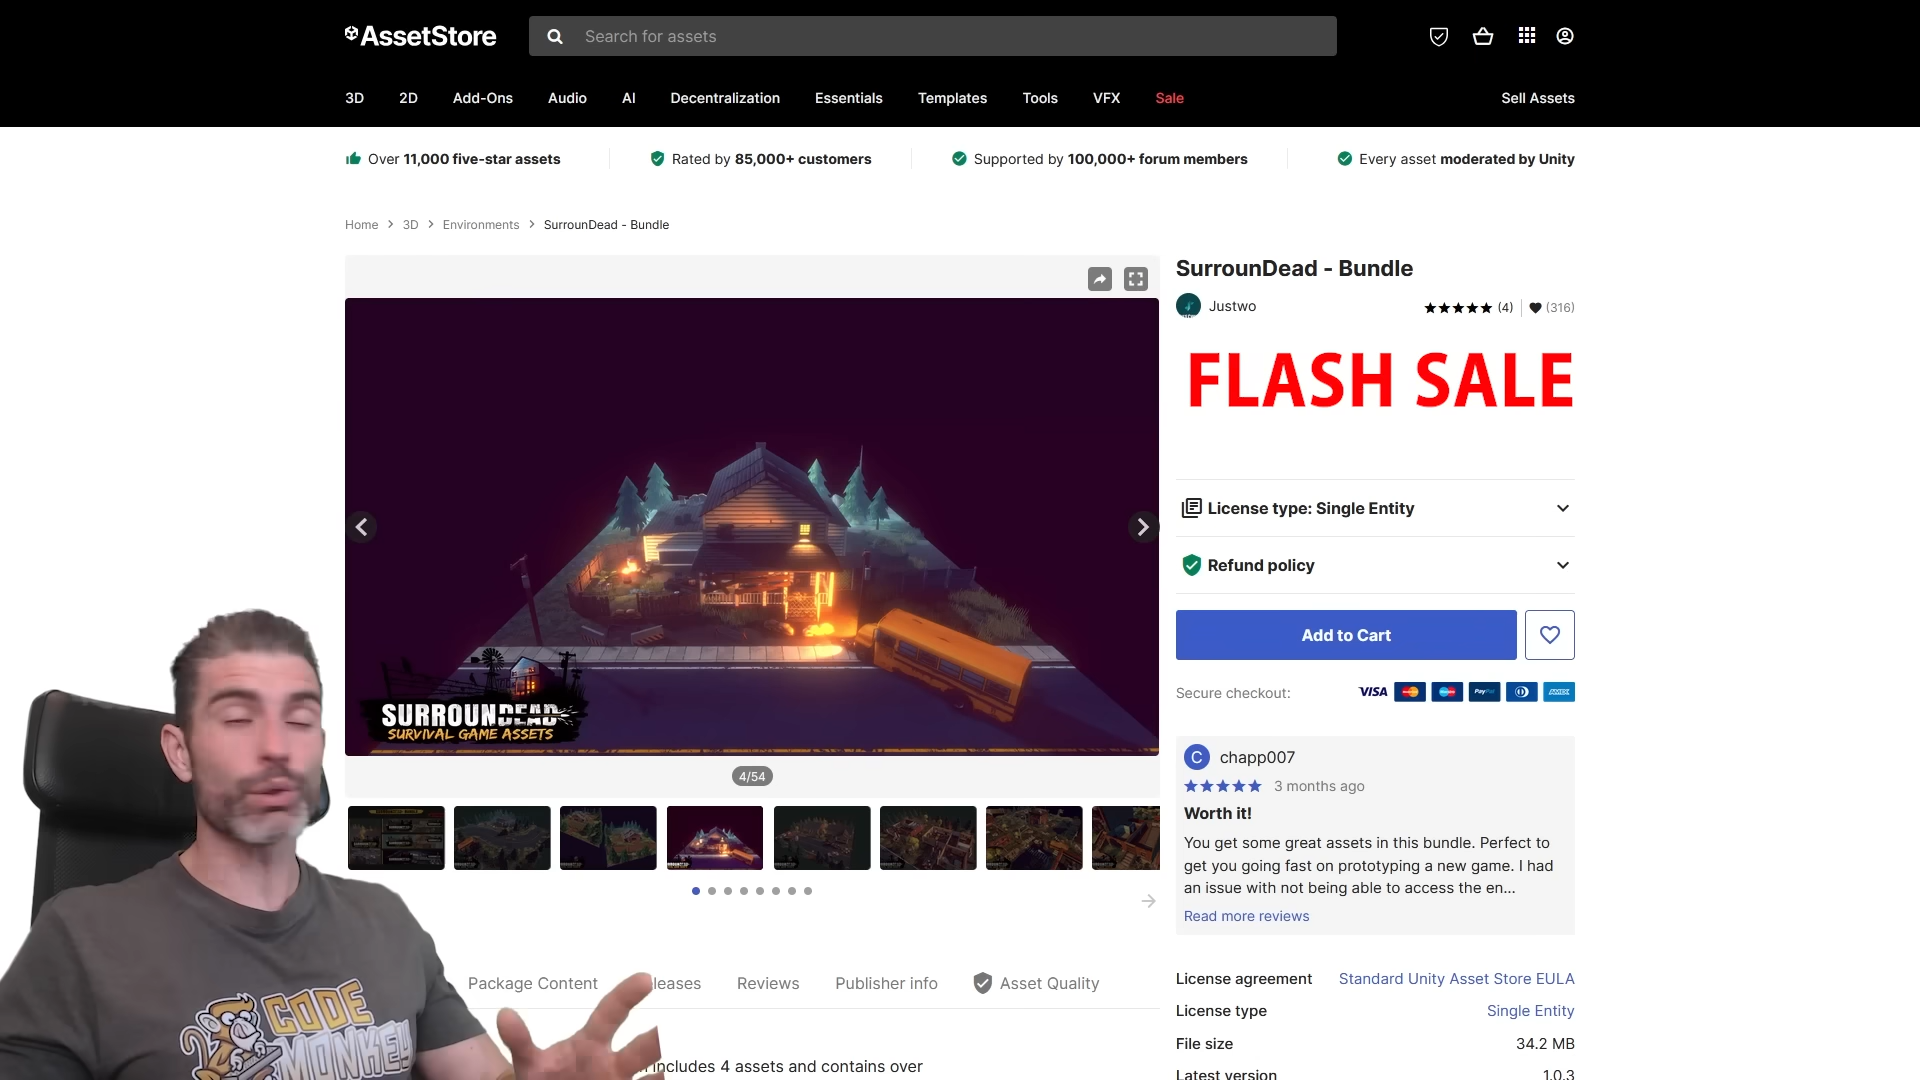 AssetStore
Search for assets
3D 2D Add-Ons Audio AI Decentralization Essentials Templates Tools VFX Sale Sell Assets
Over 11,000 five-star assets
Rated by 85,000+ customers
Supported by 100,000+ forum members
Every asset moderated by Unity
Home > 3D > Environments > SurrounDead - Bundle
SurrounDead - Bundle
Justwo
(4)
(316)
FLASH SALE
License type: Single Entity
Refund policy
Add to Cart
Secure checkout:
VISA
PayPal
AMEX
SURROUNDEAD
SURVIVAL GAME ASSETS
4/54
C chapp007
3 months ago
Worth it!
You get some great assets in this bundle. Perfect to
get you going fast on prototyping a new game. I had
an issue with not being able to access the en...
Read more reviews
Package Content
leases
Reviews
Publisher info
Asset Quality
includes 4 assets and contains over
License agreement Standard Unity Asset Store EULA
License type Single Entity
File size 34.2 MB
Latest version 1.0.3
CODE
MONKEY